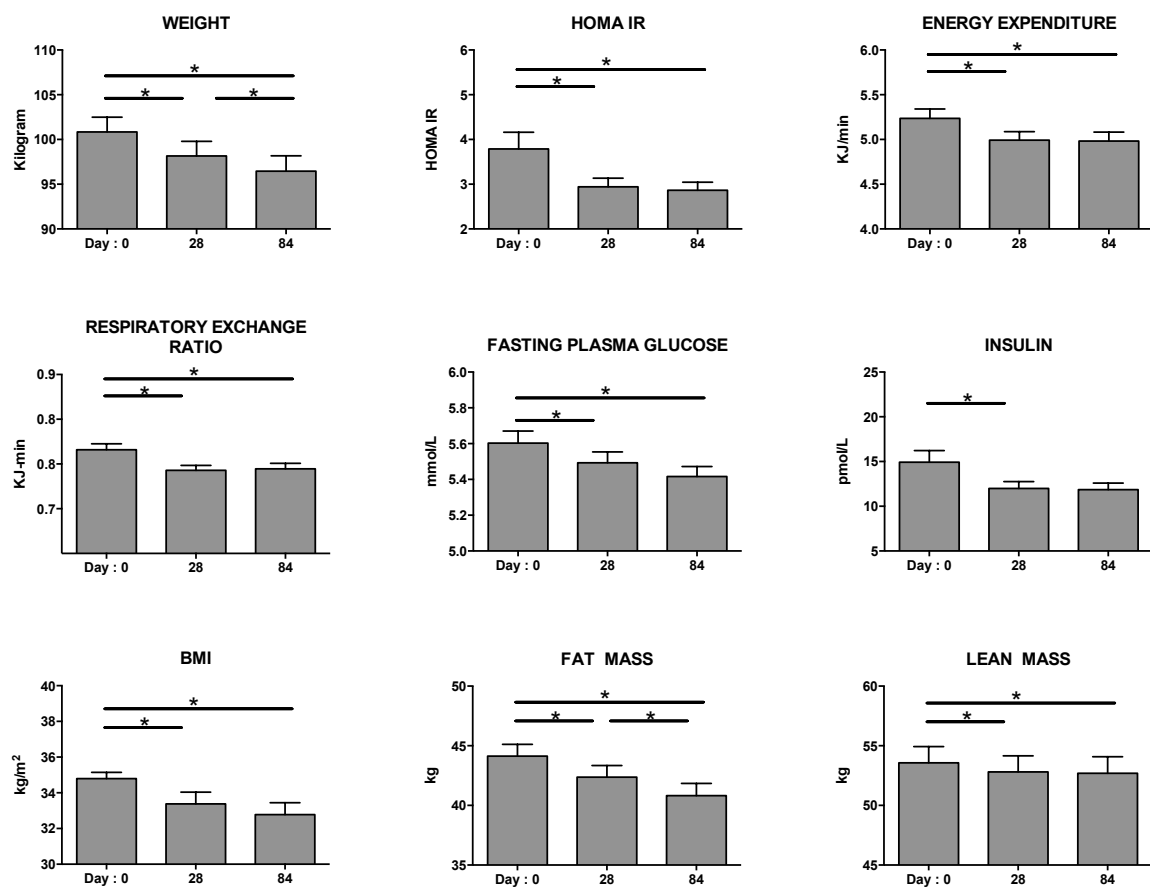 WEIGHT
110
105
100
95
90
Kilogram
*
*
*
Day : 0 28 84
HOMA IR
6
5
4
3
2
HOMA IR
*
*
Day : 0 28 84
ENERGY EXPENDITURE
6.0
5.5
5.0
4.5
4.0
KJ/min
*
*
Day : 0 28 84
RESPIRATORY EXCHANGE
RATIO
0.9
0.8
0.8
0.7
KJ-min
*
*
Day : 0 28 84
FASTING PLASMA GLUCOSE
6.0
5.8
5.6
5.4
5.2
5.0
mmol/L
*
*
Day : 0 28 84
INSULIN
25
20
15
10
5
pmol/L
*
Day : 0 28 84
BMI
40
38
36
34
32
30
kg/m²
*
*
Day : 0 28 84
FAT MASS
50
45
40
35
kg
*
*
*
Day : 0 28 84
LEAN MASS
60
55
50
45
kg
*
*
Day : 0 28 84